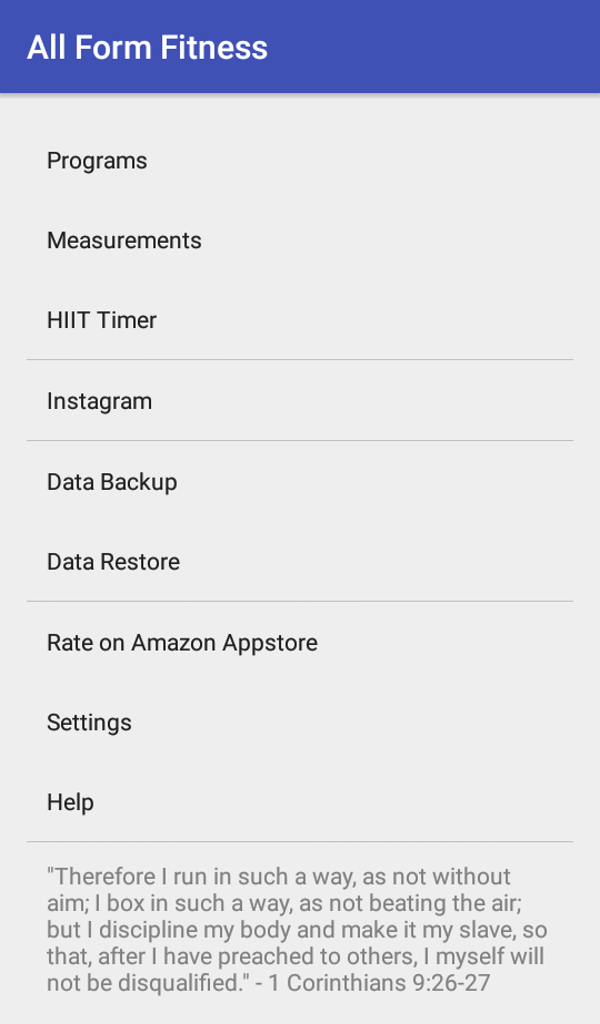 All Form Fitness
Programs
Measurements
HIIT Timer
Instagram
Data Backup
Data Restore
Rate on Amazon Appstore
Settings
Help
"Therefore I run in such a way, as not without
aim; I box in such a way, as not beating the air;
but I discipline my body and make it my slave, so
that, after I have preached to others, I myself will
not be disqualified." - 1 Corinthians 9:26-27